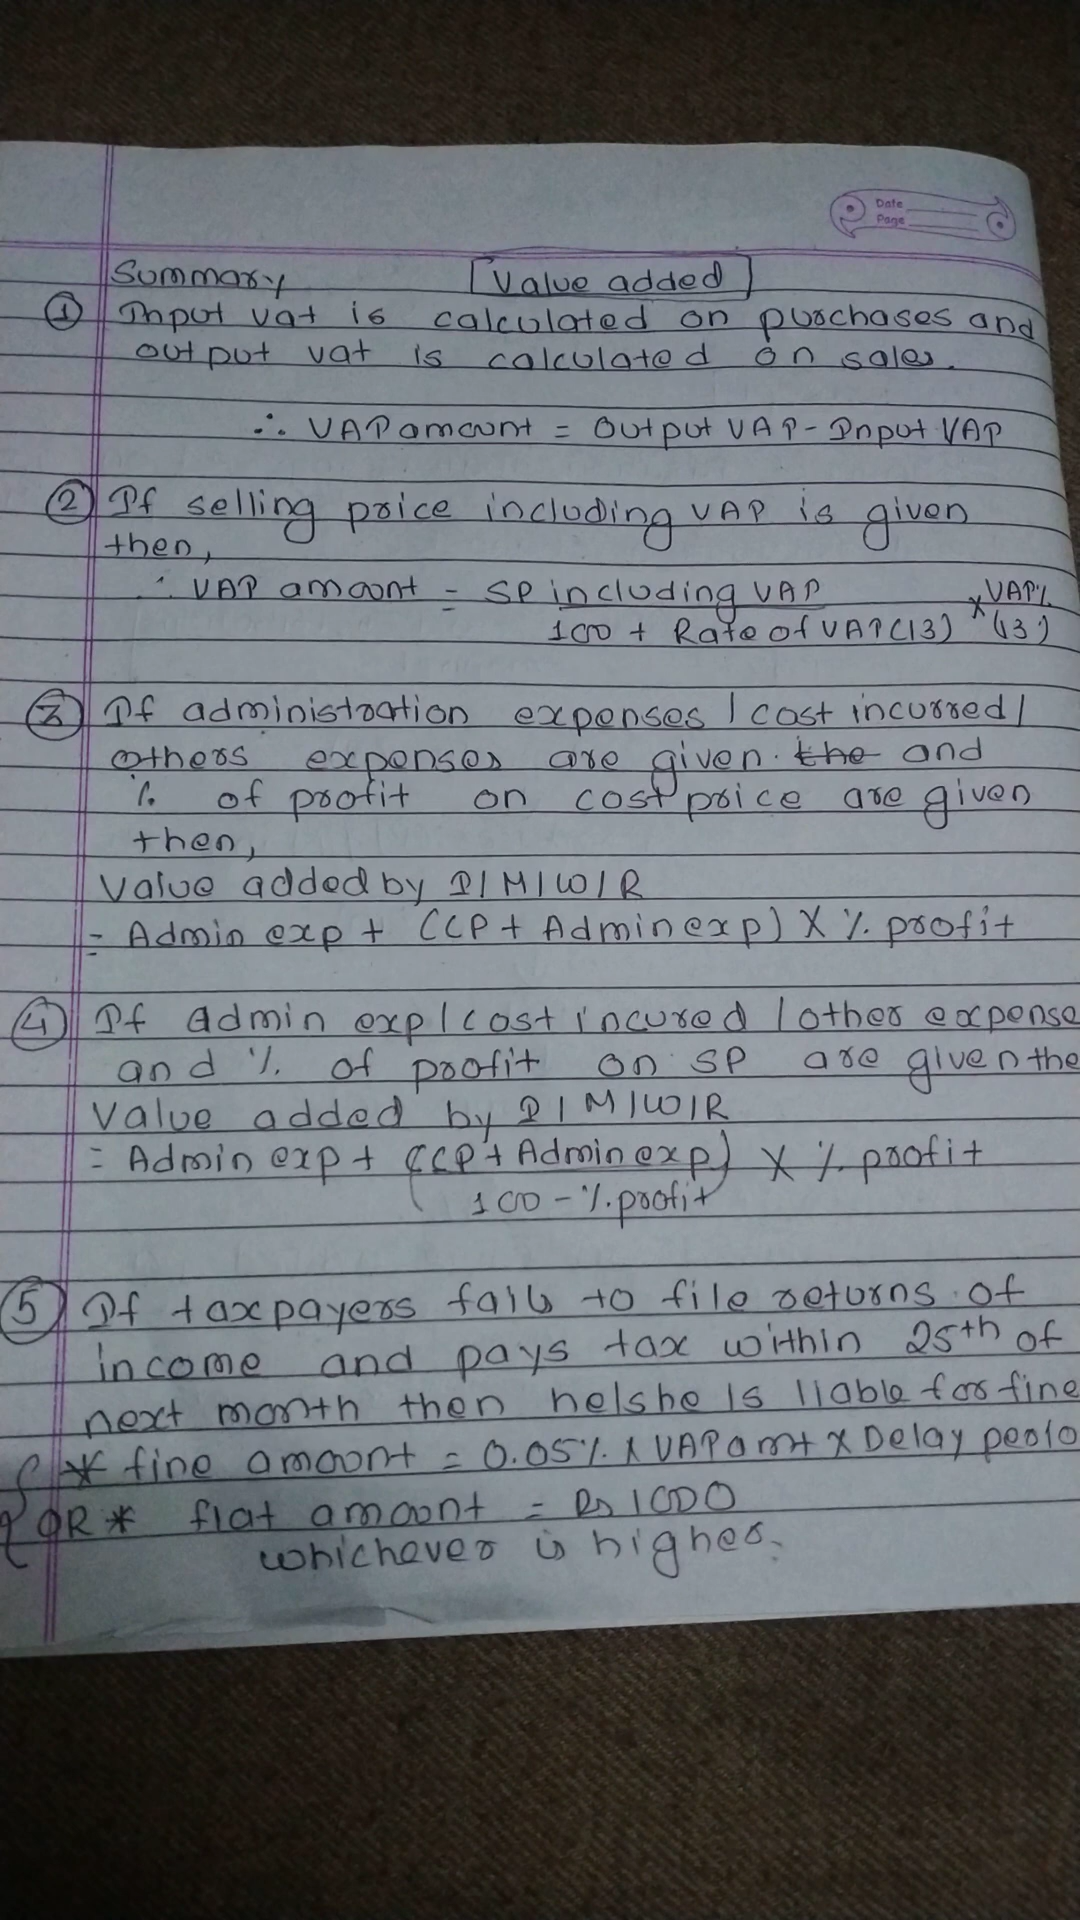 Date
Page
Summary [Value added]
① Input vat is calculated on purchases and
output vat is calculated on sales.
∴ VAT amount = Output VAT - Input VAT
② If selling price including VAT is given
then,
∴ VAT amount = SP including VAT × VAT%
100 + Rate of VAT (13) (13)
③ If administration expenses / cost incurred /
others expenses are given. the and
% of profit on cost price are given
then,
Value added by I/M/W/R
= Admin exp + (CP + Admin exp) X % profit
④ If admin exp / cost incured / other expense
and % of profit on SP are given the
Value added by I/M/W/R
= Admin exp + (CP + Admin exp) X % profit
100 - % profit
⑤ If taxpayers fails to file returns of
income and pays tax within 25th of
next month then he/she is liable for fine
* fine amount = 0.05% X VAT amt x Delay peo
OR * flat amount = Rs 1000
whichever is higher.